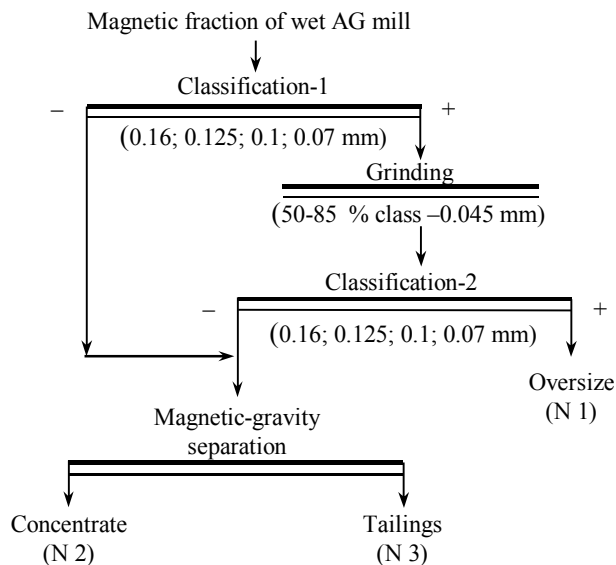 Magnetic fraction of wet AG mill
Classification-1
– +
(0.16; 0.125; 0.1; 0.07 mm)
Grinding
(50-85 % class –0.045 mm)
Classification-2
– +
(0.16; 0.125; 0.1; 0.07 mm)
Oversize
(N 1)
Magnetic-gravity
separation
Concentrate
(N 2)
Tailings
(N 3)